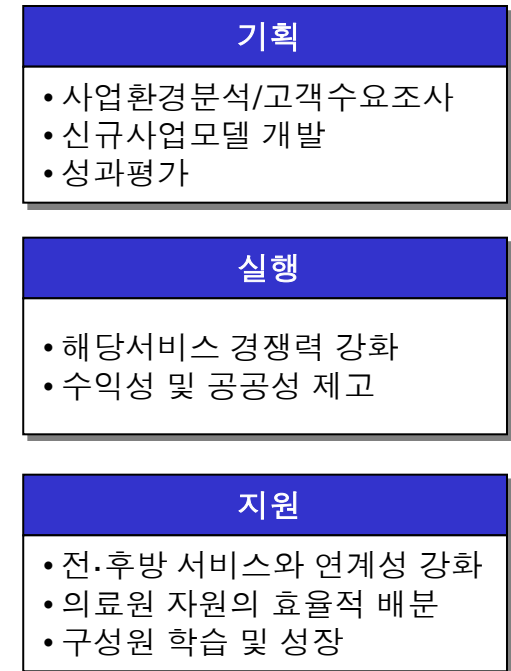 기획
• 사업환경분석/고객수요조사
• 신규사업모델 개발
• 성과평가
실행
• 해당서비스 경쟁력 강화
• 수익성 및 공공성 제고
지원
• 전·후방 서비스와 연계성 강화
• 의료원 자원의 효율적 배분
• 구성원 학습 및 성장